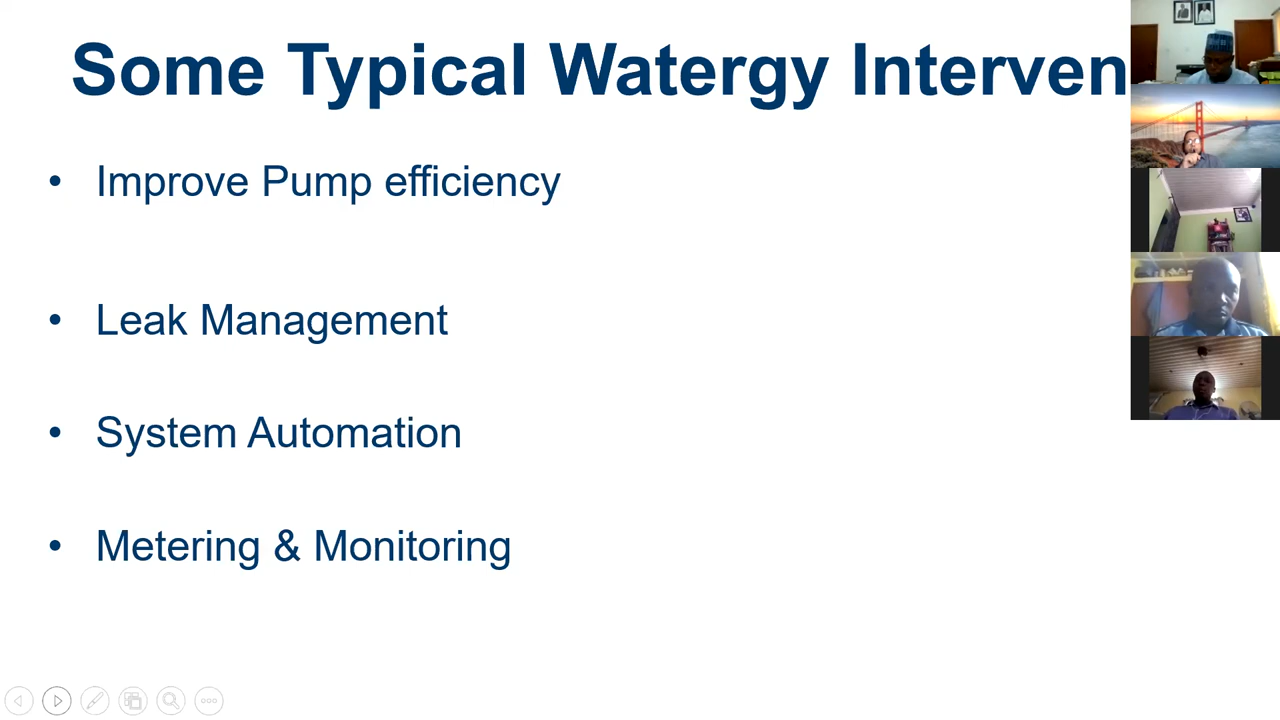 Some Typical Watergy Interven
• Improve Pump efficiency
• Leak Management
• System Automation
• Metering & Monitoring